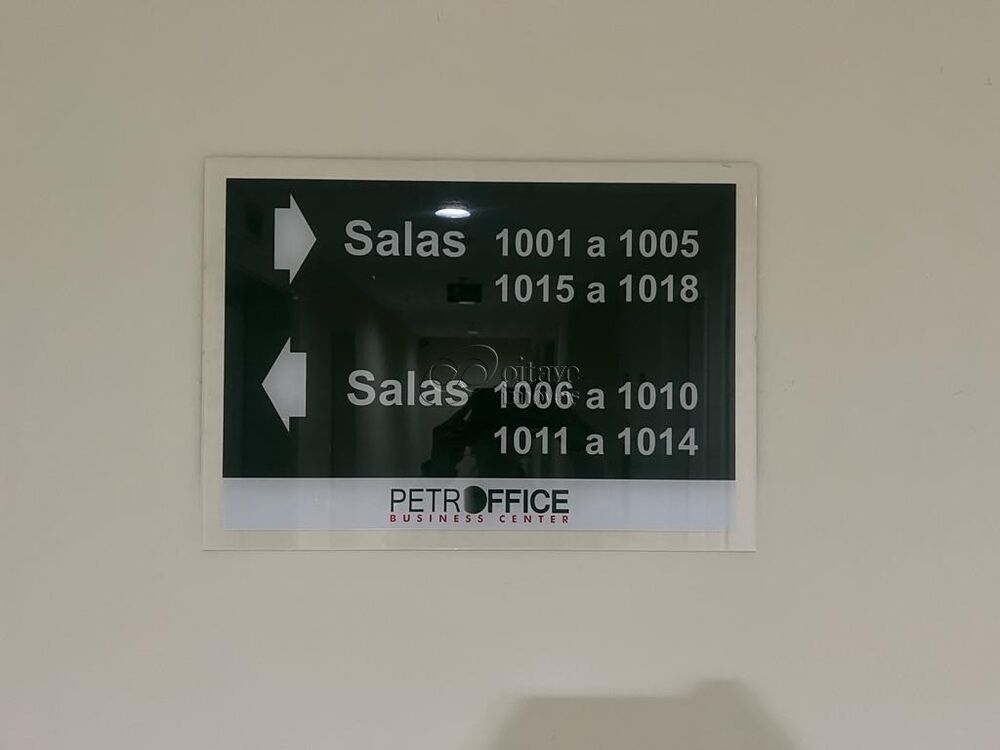 Salas 1001 a 1005
1015 a 1018
Salas 1006 a 1010
1011 a 1014
PETROFFICE
BUSINESS CENTER